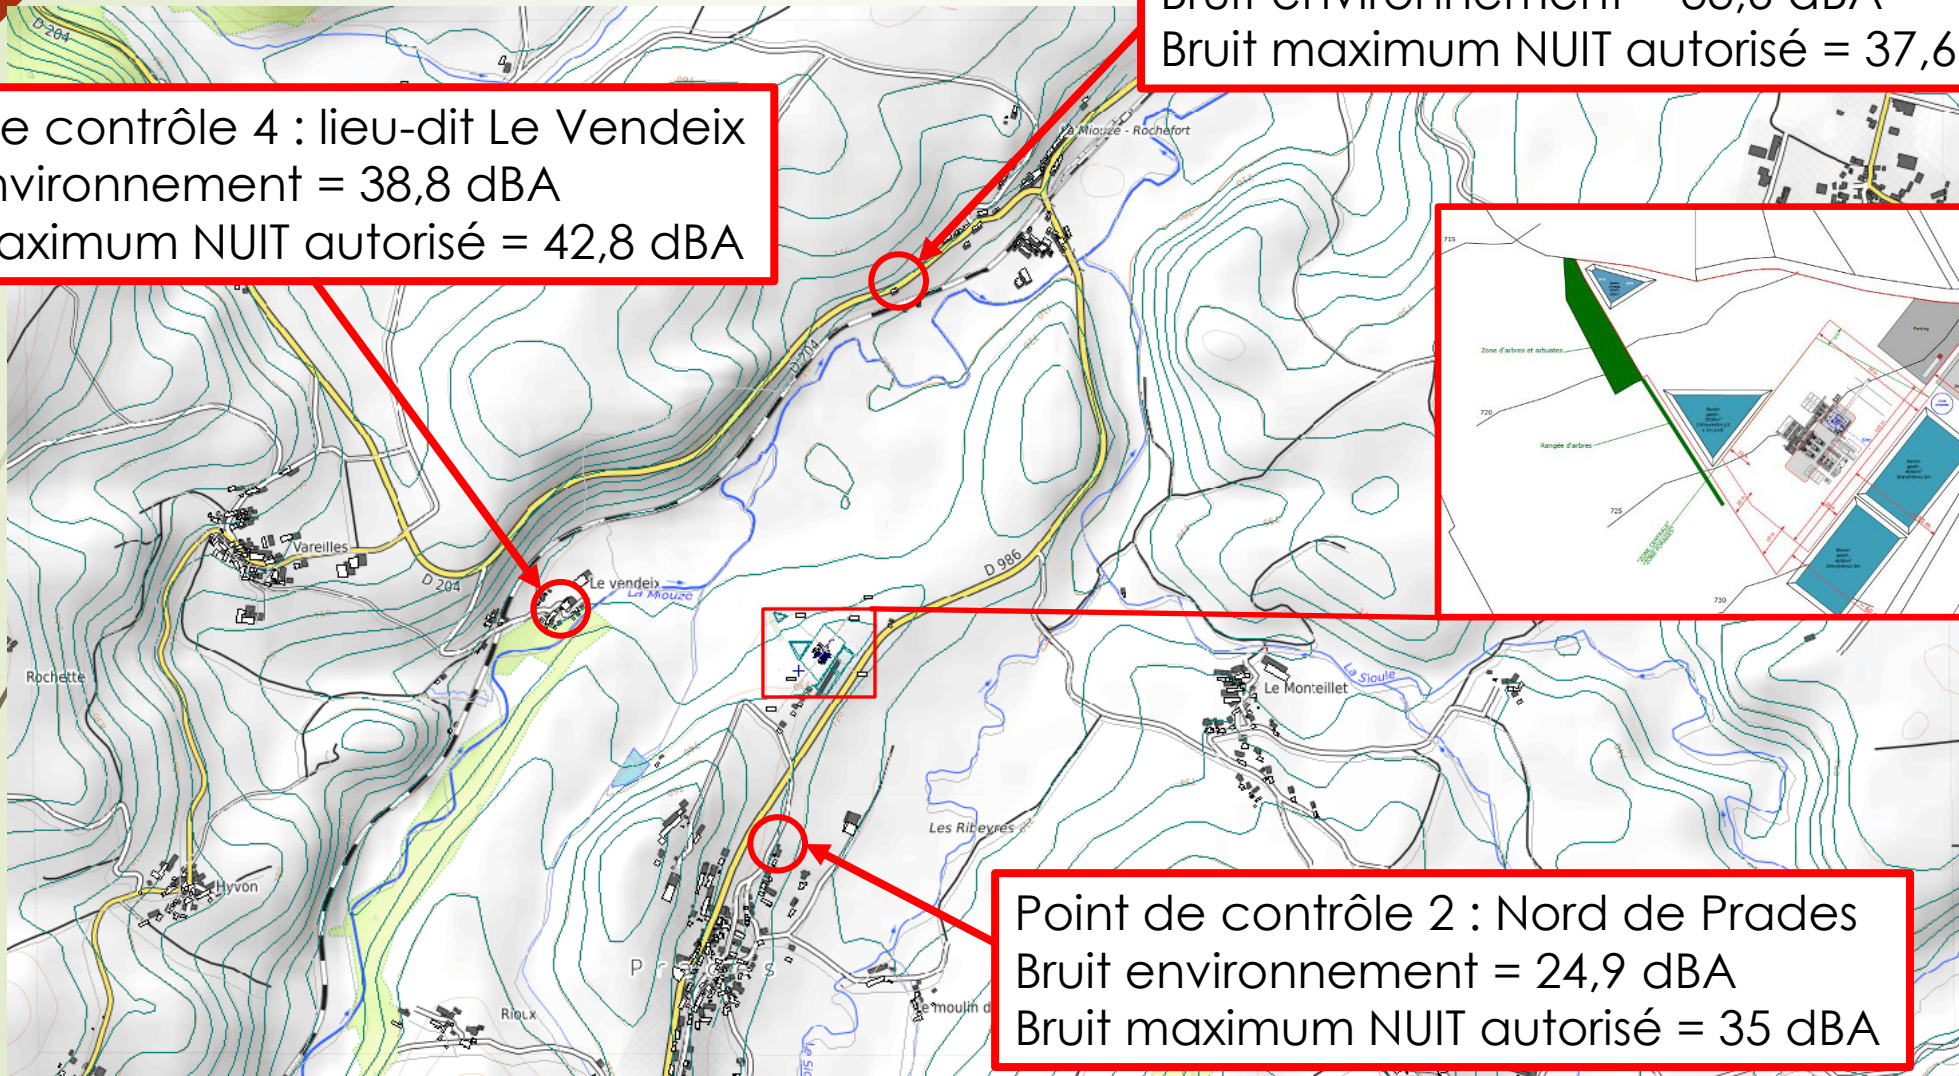 Bruit maximum NUIT autorisé = 37,6
e contrôle 4 : lieu-dit Le Vendeix
nvironnement = 38,8 dBA
aximum NUIT autorisé = 42,8 dBA
D 204
La Miouze - Rochefort
D 204
715
Zone d'arbres et arbustes
Parking
720
Rangée d'arbres
725
730
Vareilles
D 204
Le vendeix
La Miouze
D 986
Rochette
Le Monteillet
La Sioule
Les Ribeyres
Hyvon
Prades
Rioux
e moulin d
Point de contrôle 2 : Nord de Prades
Bruit environnement = 24,9 dBA
Bruit maximum NUIT autorisé = 35 dBA